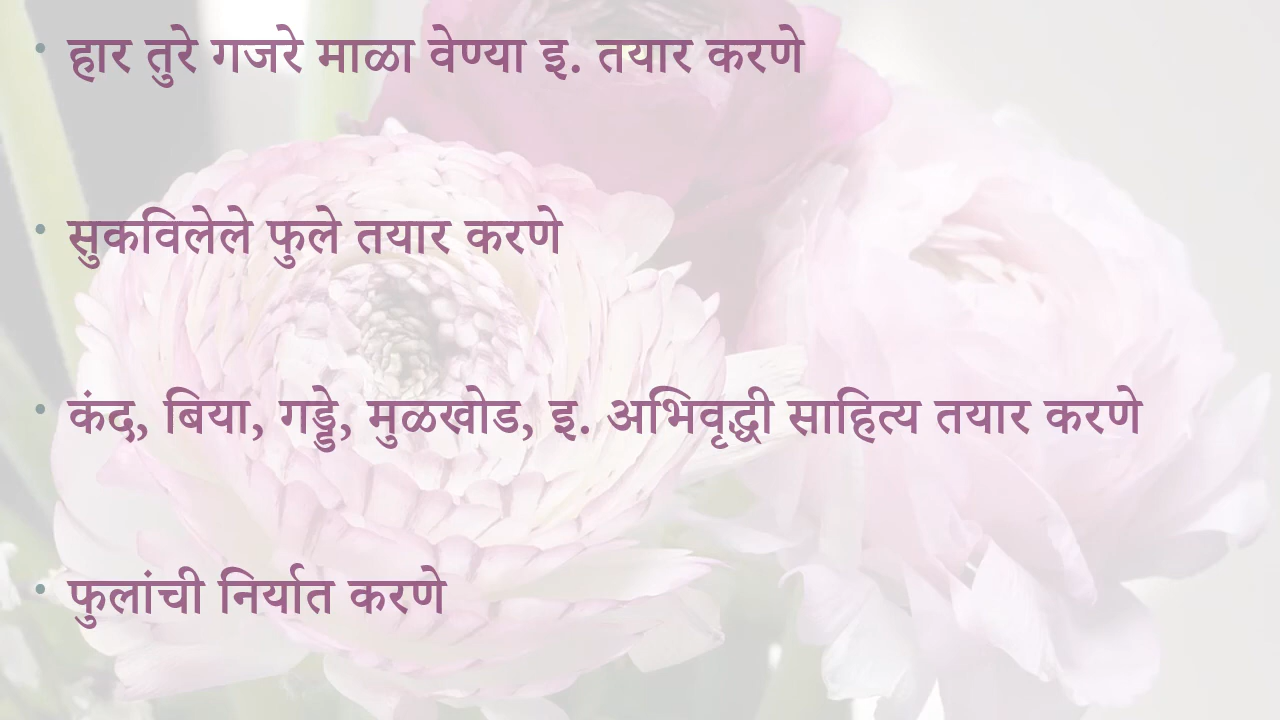 • हार तुरे गजरे माळा वेण्या इ. तयार करणे
• सुकविलेले फुले तयार करणे
• कंद, बिया, गड्डे, मुळखोड, इ. अभिवृद्धी साहित्य तयार करणे
• फुलांची निर्यात करणे